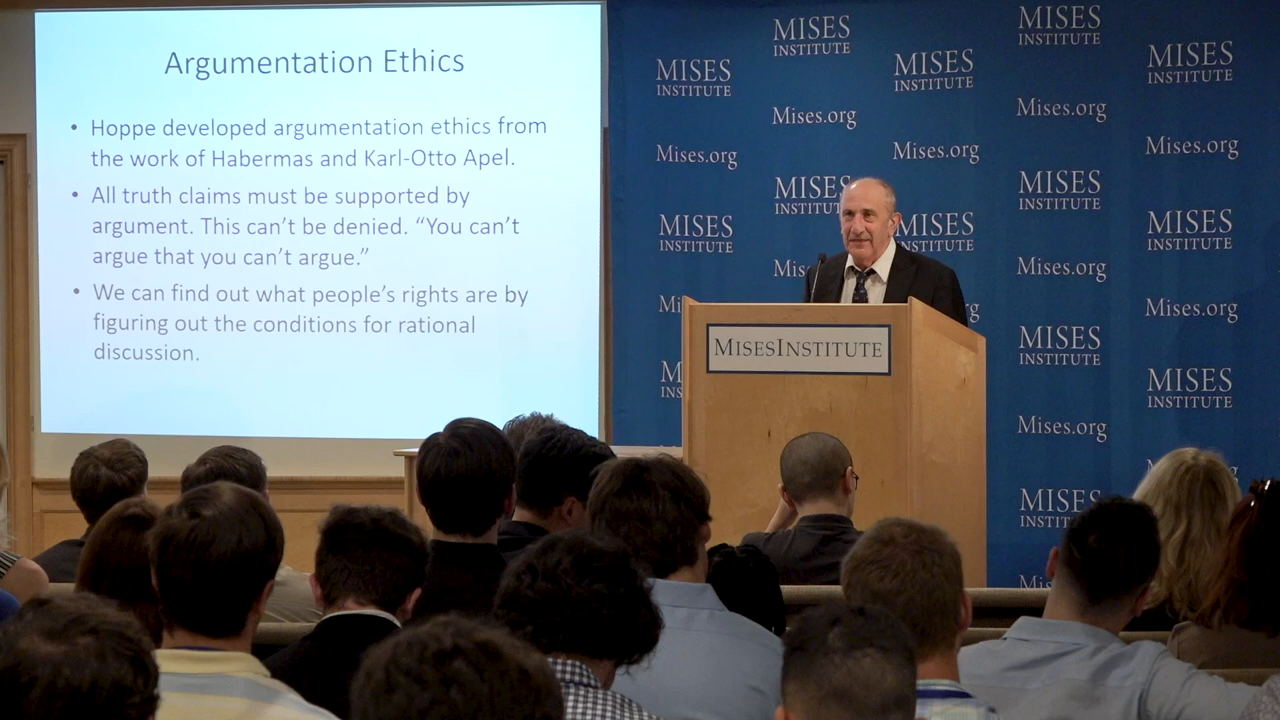 Argumentation Ethics
• Hoppe developed argumentation ethics from
the work of Habermas and Karl-Otto Apel.
• All truth claims must be supported by
argument. This can't be denied. “You can't
argue that you can't argue.”
• We can find out what people's rights are by
figuring out the conditions for rational
discussion.
MISES
INSTITUTE
MISES
INSTITUTE
MISES
INSTITUTE
MISES
INSTITUTE
MISES
INSTITUTE
Mises.org
Mises.org
Mises.org
Mises.org
Mises.org
MISES
INSTITUTE
MISES
INSTITUTE
MISES
INSTITUTE
MISES
INSTITUTE
MISES
INSTITUTE
Mises.org
Mises.org
MISES
INSTITUTE
MISES
INSTITUTE
Mises.org
MISES
MISESINSTITUTE